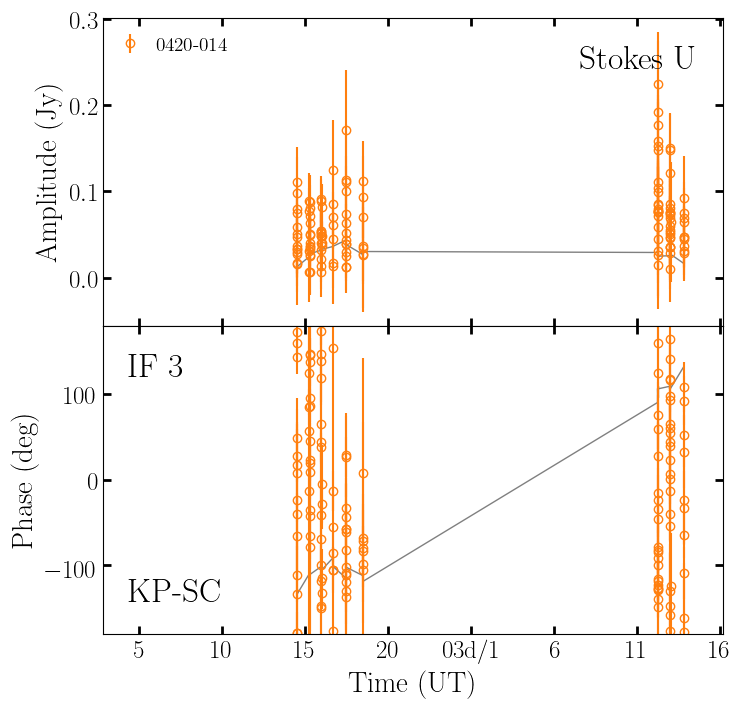 0.3
0420-014
Stokes U
0.2
Amplitude (Jy)
0.1
0.0
IF 3
100
Phase (deg)
0
−100
KP-SC
5 10 15 20 03d/1 6 11 16
Time (UT)